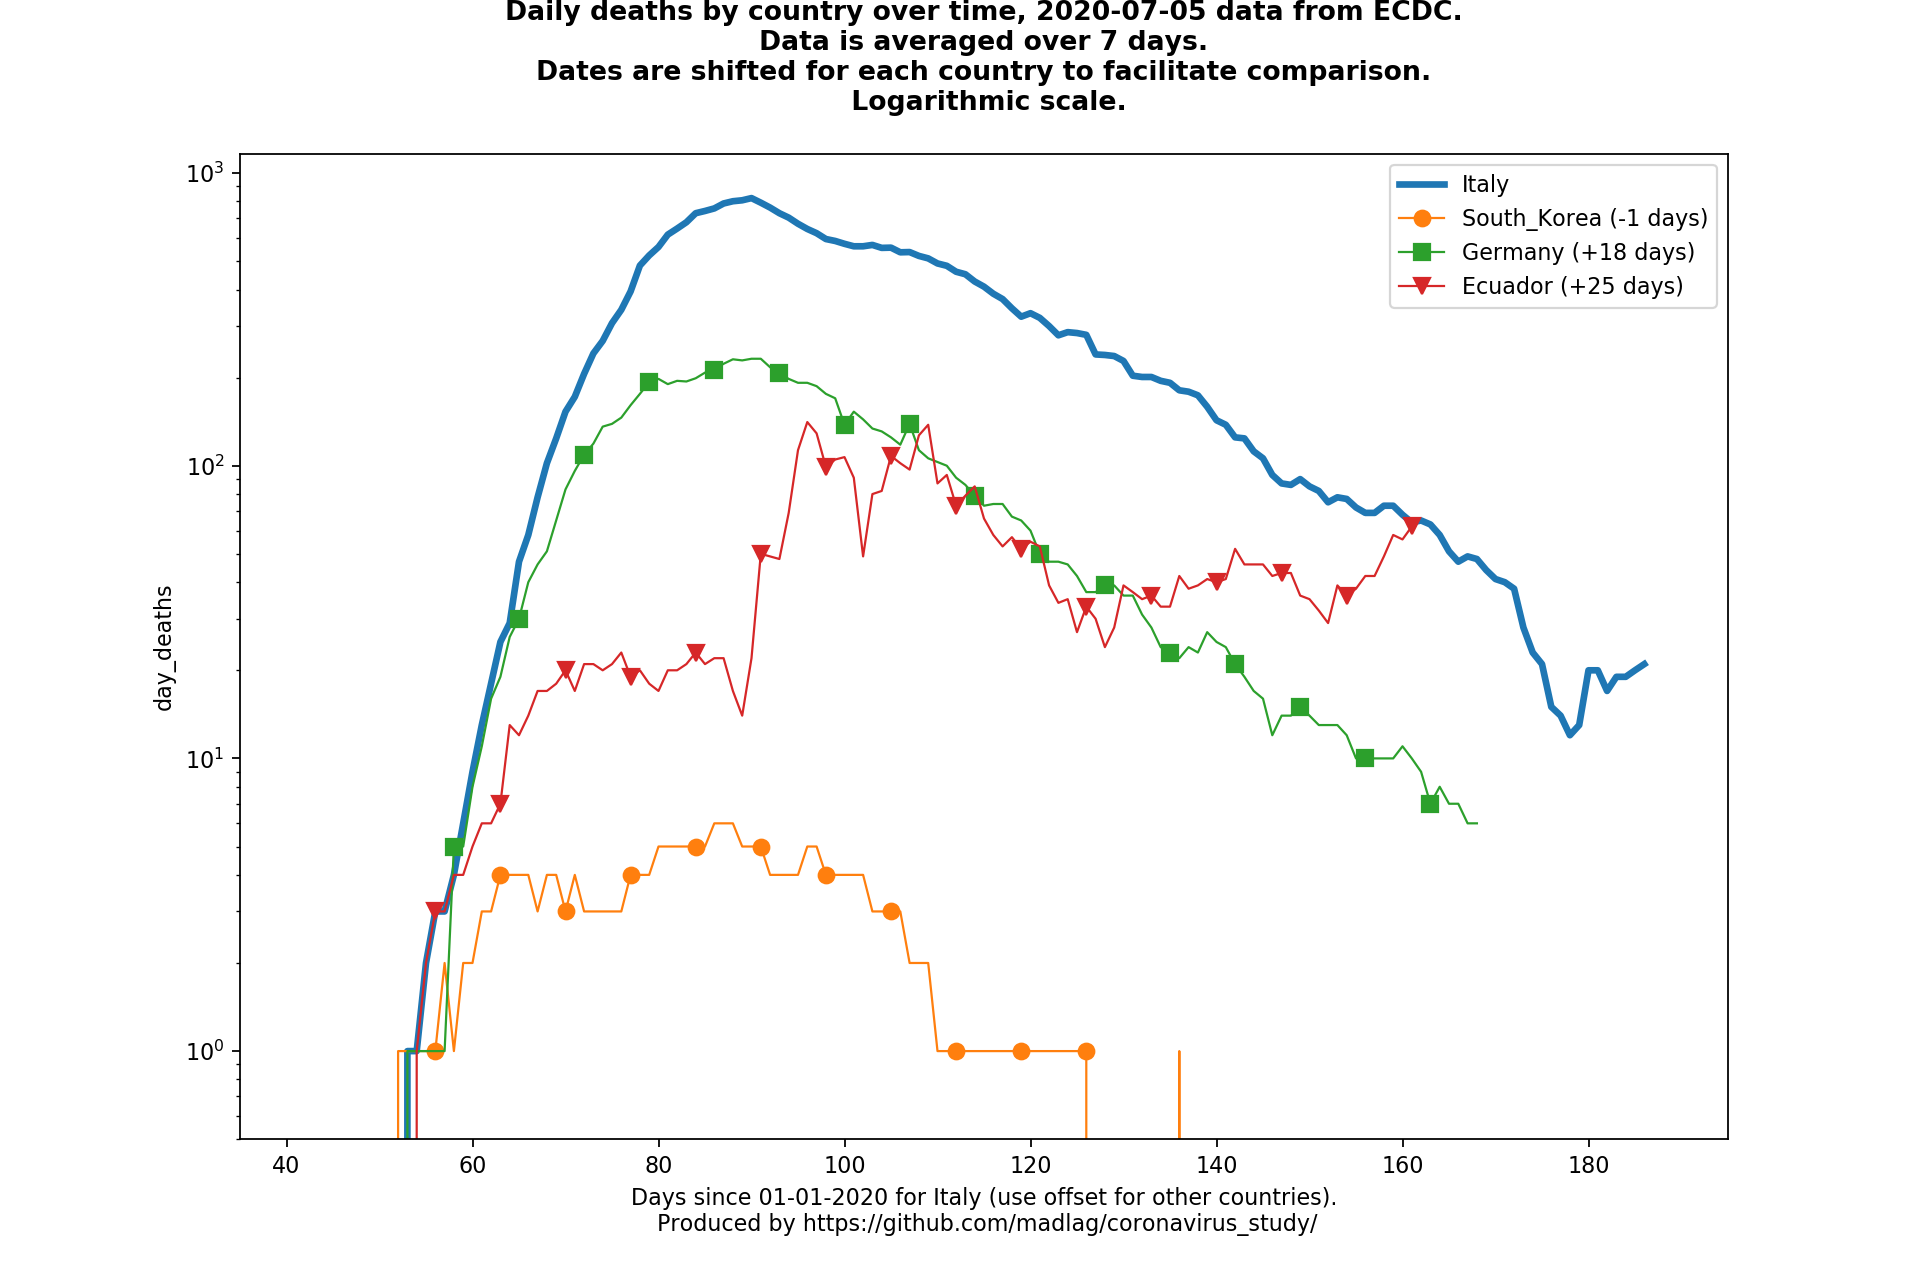 Daily deaths by country over time, 2020-07-05 data from ECDC.
Data is averaged over 7 days.
Dates are shifted for each country to facilitate comparison.
Logarithmic scale.
10³
10²
10¹
10⁰
day_deaths
Italy
South_Korea (-1 days)
Germany (+18 days)
Ecuador (+25 days)
40 60 80 100 120 140 160 180
Days since 01-01-2020 for Italy (use offset for other countries).
Produced by https://github.com/madlag/coronavirus_study/